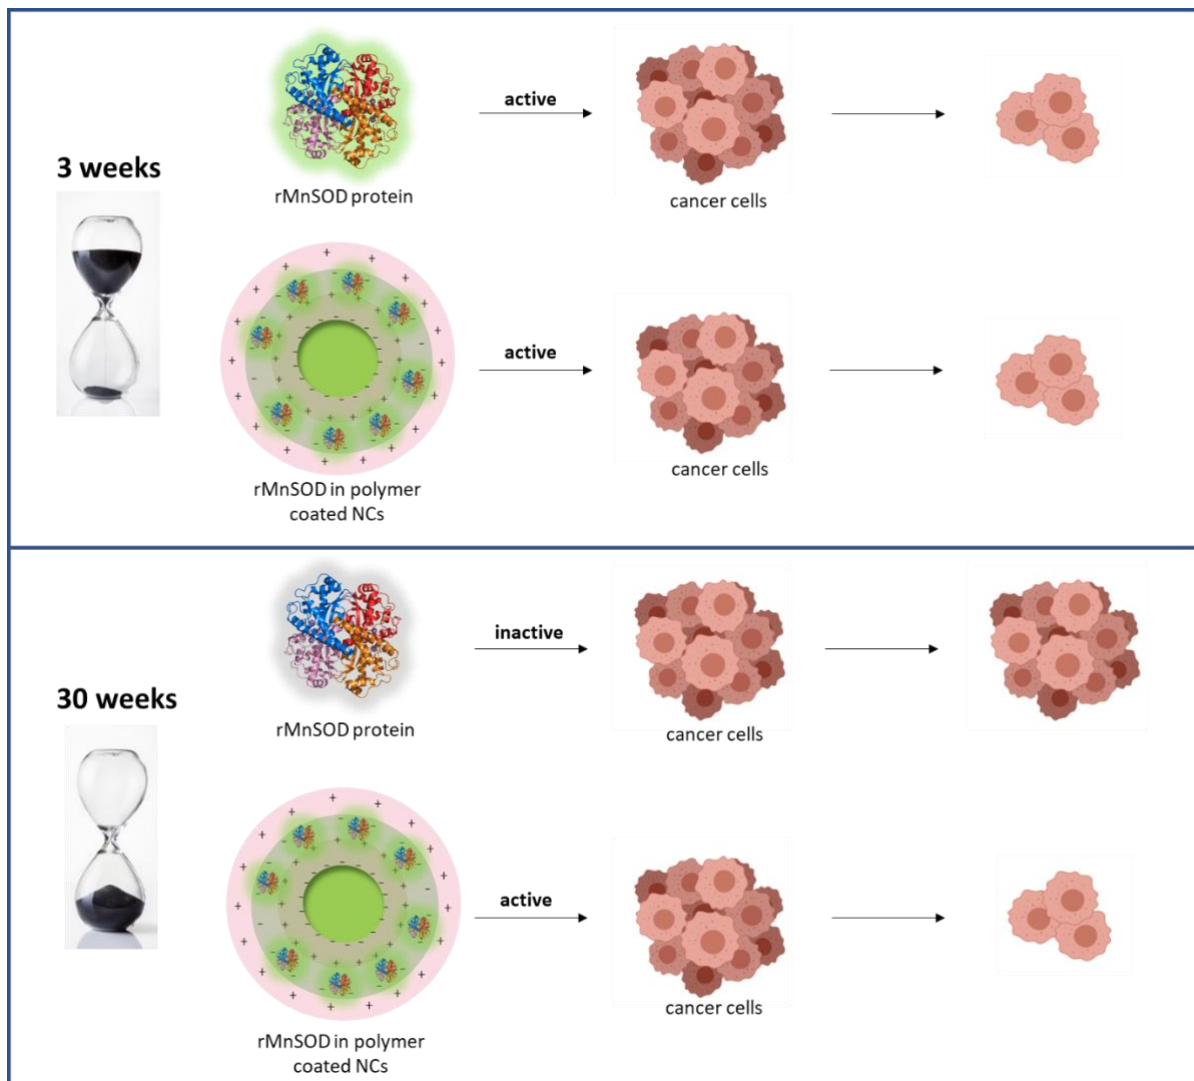 3 weeks
rMnSOD protein
active
cancer cells
rMnSOD in polymer
coated NCs
active
cancer cells
30 weeks
rMnSOD protein
inactive
cancer cells
rMnSOD in polymer
coated NCs
active
cancer cells